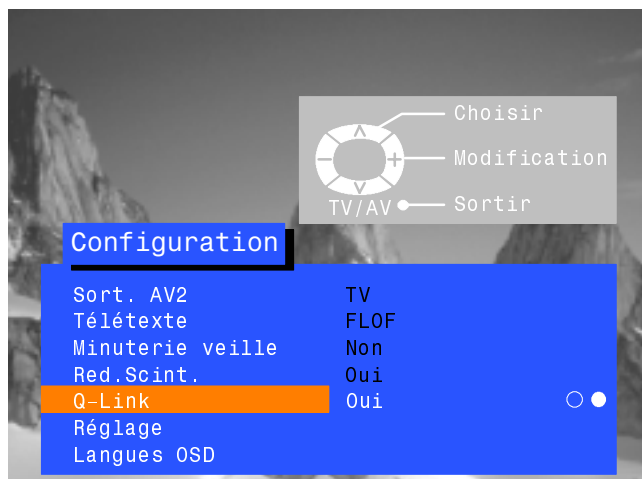 Choisir
Modification
TV/AV Sortir
Configuration
Sort. AV2 TV
Télétexte FLOF
Minuterie veille Non
Red.Scint. Oui
Q-Link Oui
Réglage
Langues OSD